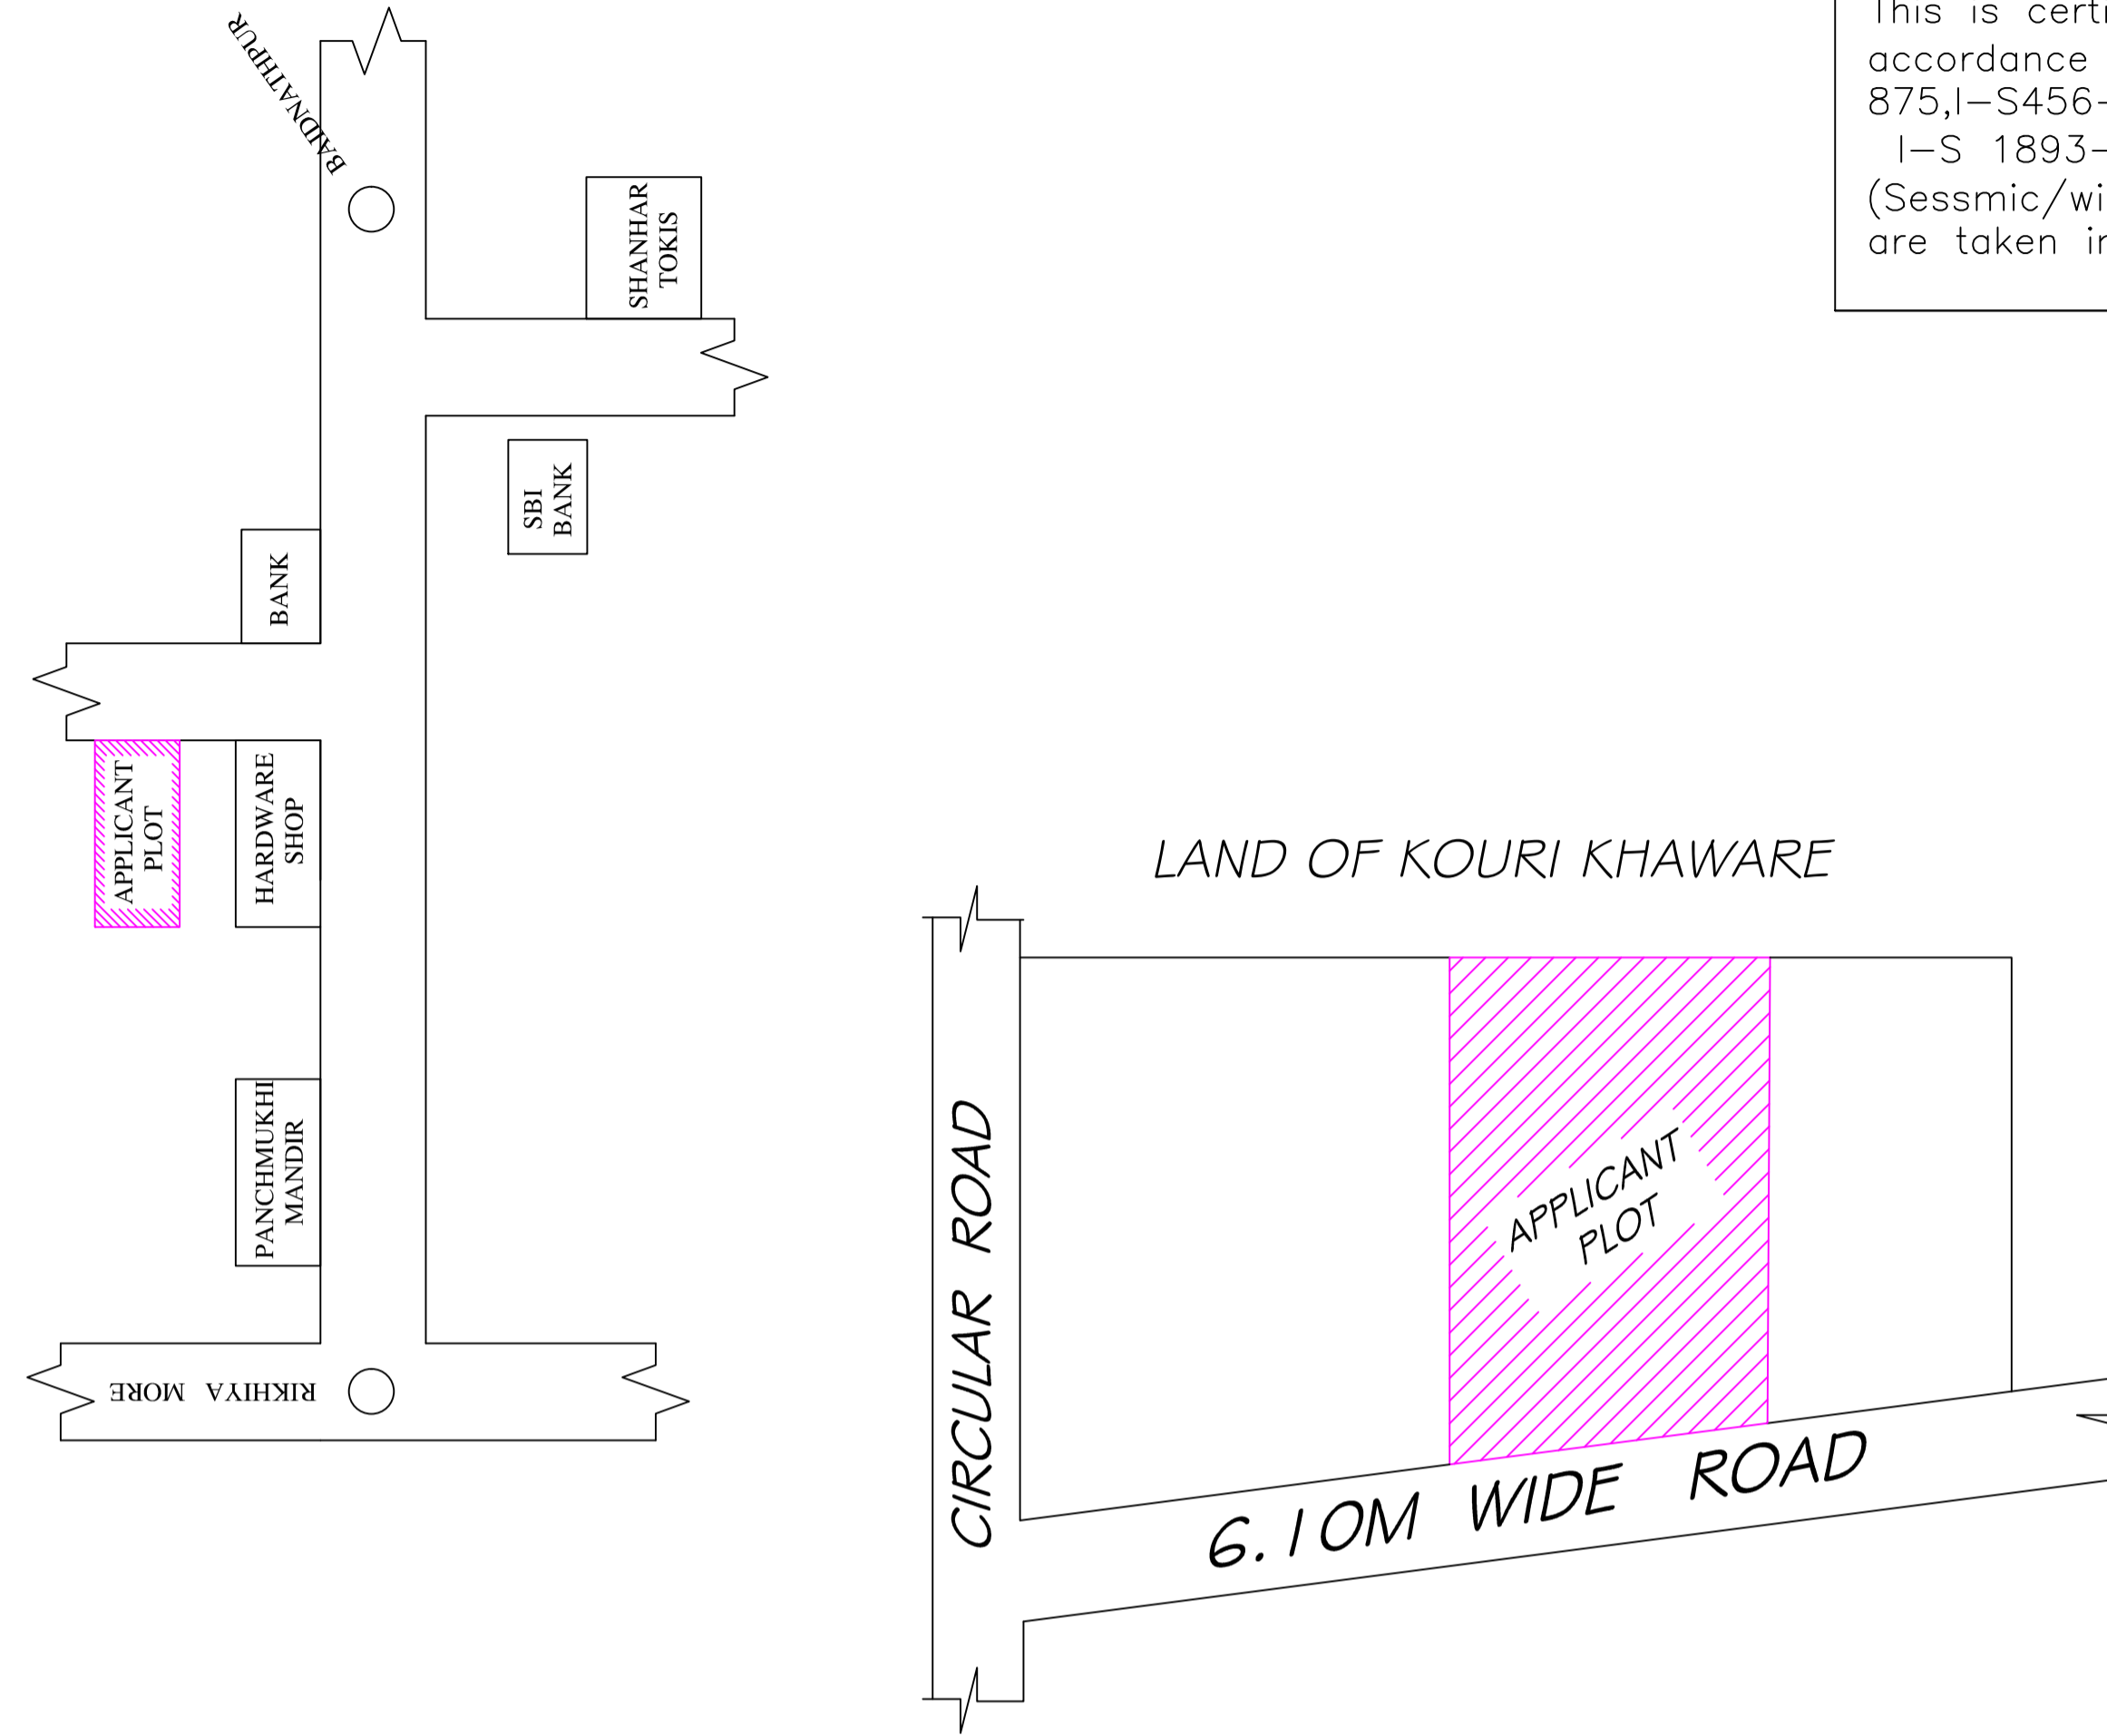 BAIDNATHPUR
SHANHAR
TOKIS
SBI
BANK
BANK
APPLICANT
PLOT
HARDWARE
SHOP
PANCHMUKHI
MANDIR
RIKHIYA MORE
This is certi
accordance
875,I-S456-
I-S 1893-
(Sessmic/wi
are taken in
LAND OF KOURI KHAWARE
CIRCULAR ROAD
APPLICANT
PLOT
6.10M WIDE ROAD